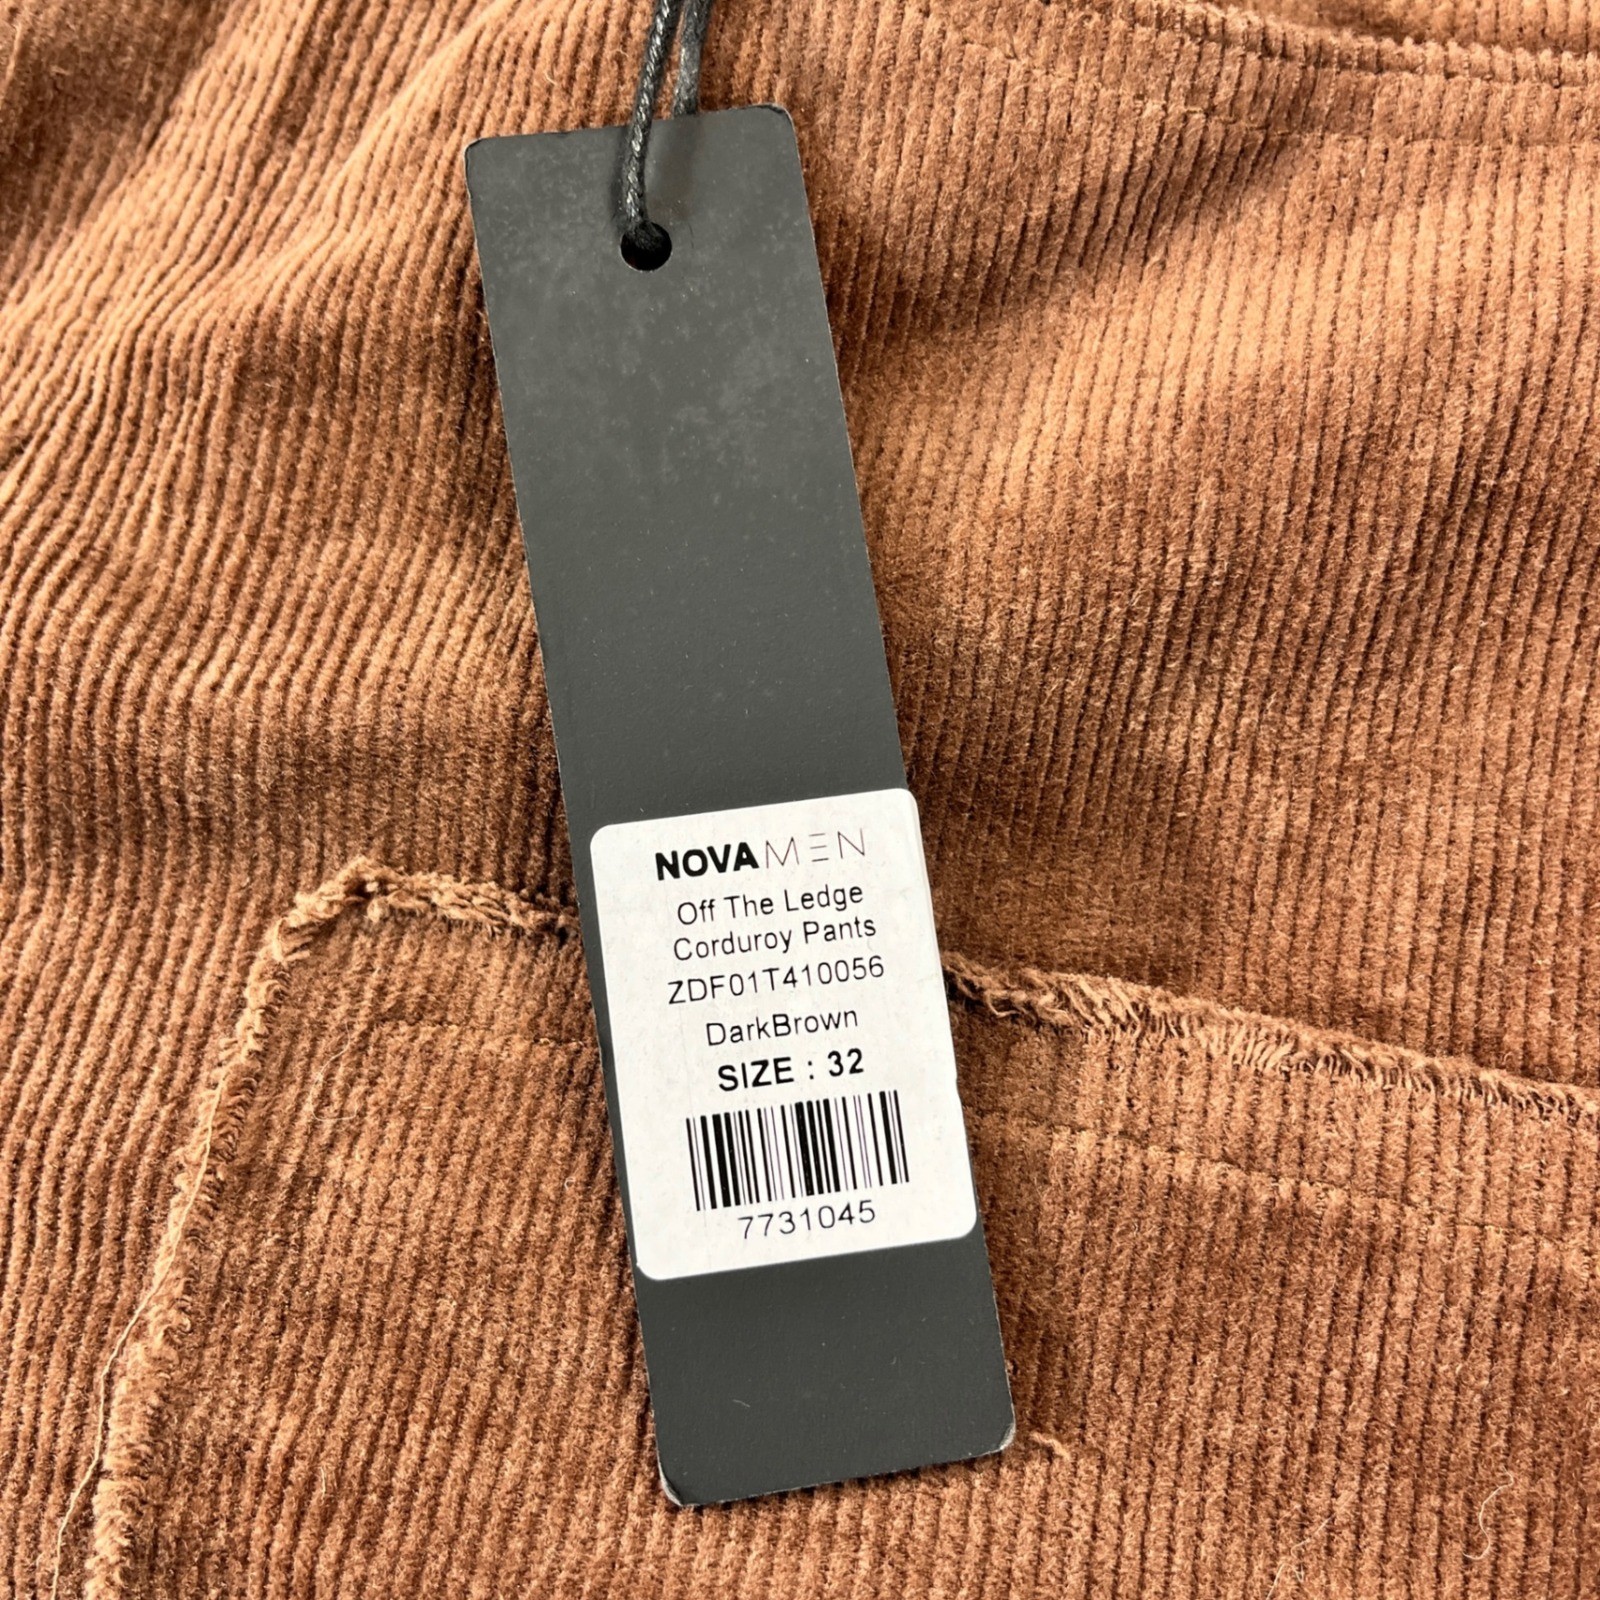 NOVAMEN
Off The Ledge
Corduroy Pants
ZDF01T410056
DarkBrown
SIZE : 32
7731045